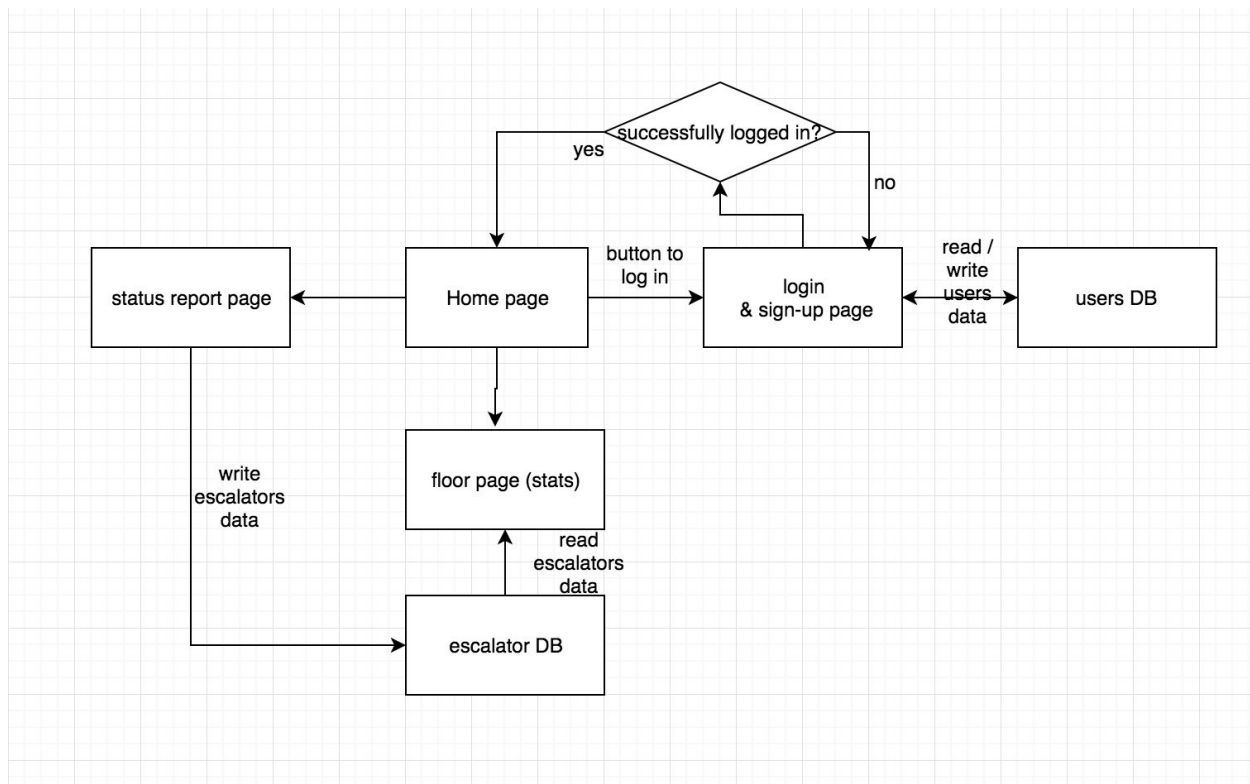 successfully logged in?
yes
no
status report page
Home page
button to
log in
login
& sign-up page
read /
write
users
data
users DB
write
escalators
data
floor page (stats)
read
escalators
data
escalator DB